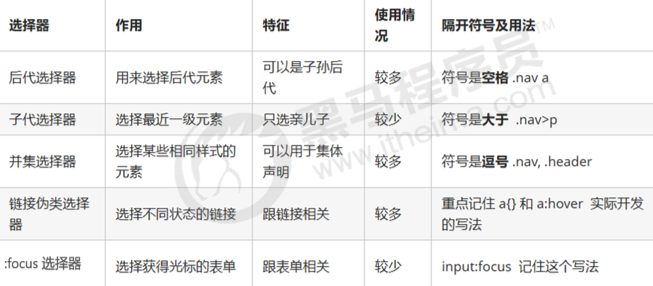 选择器 作用 特征 使用情况 隔开符号及用法
后代选择器 用来选择后代元素 可以是子孙后代 较多 符号是空格 .nav a
子代选择器 选择最近一级元素 只选亲儿子 较少 符号是大于 .nav>p
并集选择器 选择某些相同样式的元素 可以用于集体声明 较多 符号是逗号 .nav, .header
链接伪类选择器 选择不同状态的链接 跟链接相关 较多 重点记住 a{} 和 a:hover 实际开发的写法
:focus 选择器 选择获得光标的表单 跟表单相关 较少 input:focus 记住这个写法
黑马程序员™
www.itheima.com